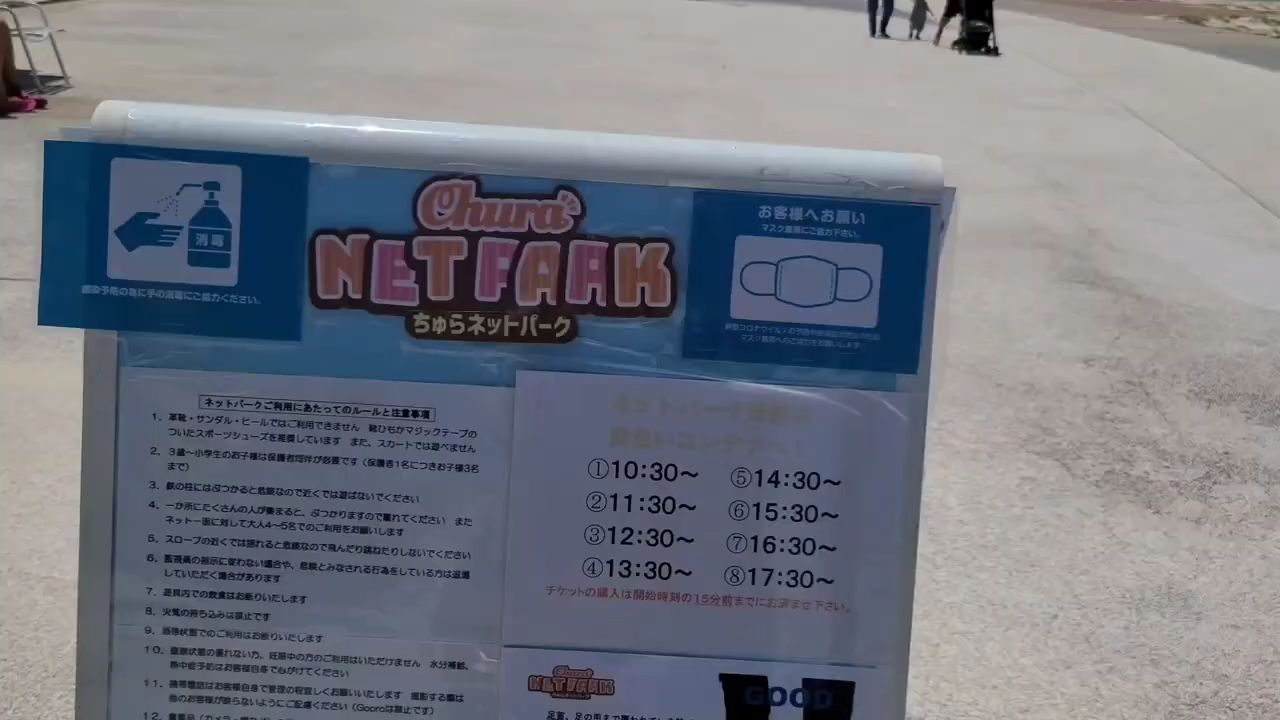 消毒
感染予防の為に手の消毒にご協力ください。
Chura
NET PARK
ちゅらネットパーク
お客様へお願い
マスク着用にご協力下さい。
新型コロナウイルスの予防や
マスク着用へのご協力をお願いします
ネットパークご利用にあたってのルールと注意事項
1. 革靴・サンダル・ヒールではご利用できません 靴ひもかマジックテープの
ついたスポーツシューズを推奨しています また、スカートでは遊べません
2. 3歳~小学生のお子様は保護者同伴が必要です(保護者1名につきお子様3名
まで)
3. 鉄の柱にはぶつかると危険なので近くでは遊ばないでください
4. 一か所にたくさんの人が集まると、ぶつかりますので離れてください また
ネット一面に対して大人4~5名でのご利用をお願いします
5. スロープの近くでは揺れると危険なので飛んだり跳ねたりしないでください
6. 監視員の指示に従わない場合や、危険とみなされる行為をしている方は退場
していただく場合があります
7. 遊具内での飲食はお断りいたします
8. 火気の持ち込みは禁止です
9. 酒帯状態でのご利用はお断りいたします
10. 健康状態の優れない方、妊娠中の方のご利用はいただけません 水分補給、
熱中症予防はお客様自身で心がけてください
11. 携帯電話はお客様自身で管理の程宜しくお願いいたします 撮影する際は
他のお客様が映らないようにご配慮ください(Goproは禁止です)
12.
①10:30~ ⑤14:30~
②11:30~ ⑥15:30~
③12:30~ ⑦16:30~
④13:30~ ⑧17:30~
チケットの購入は開始時刻の15分前までにお済ませ下さい。
Chura
NET PARK
GOOD